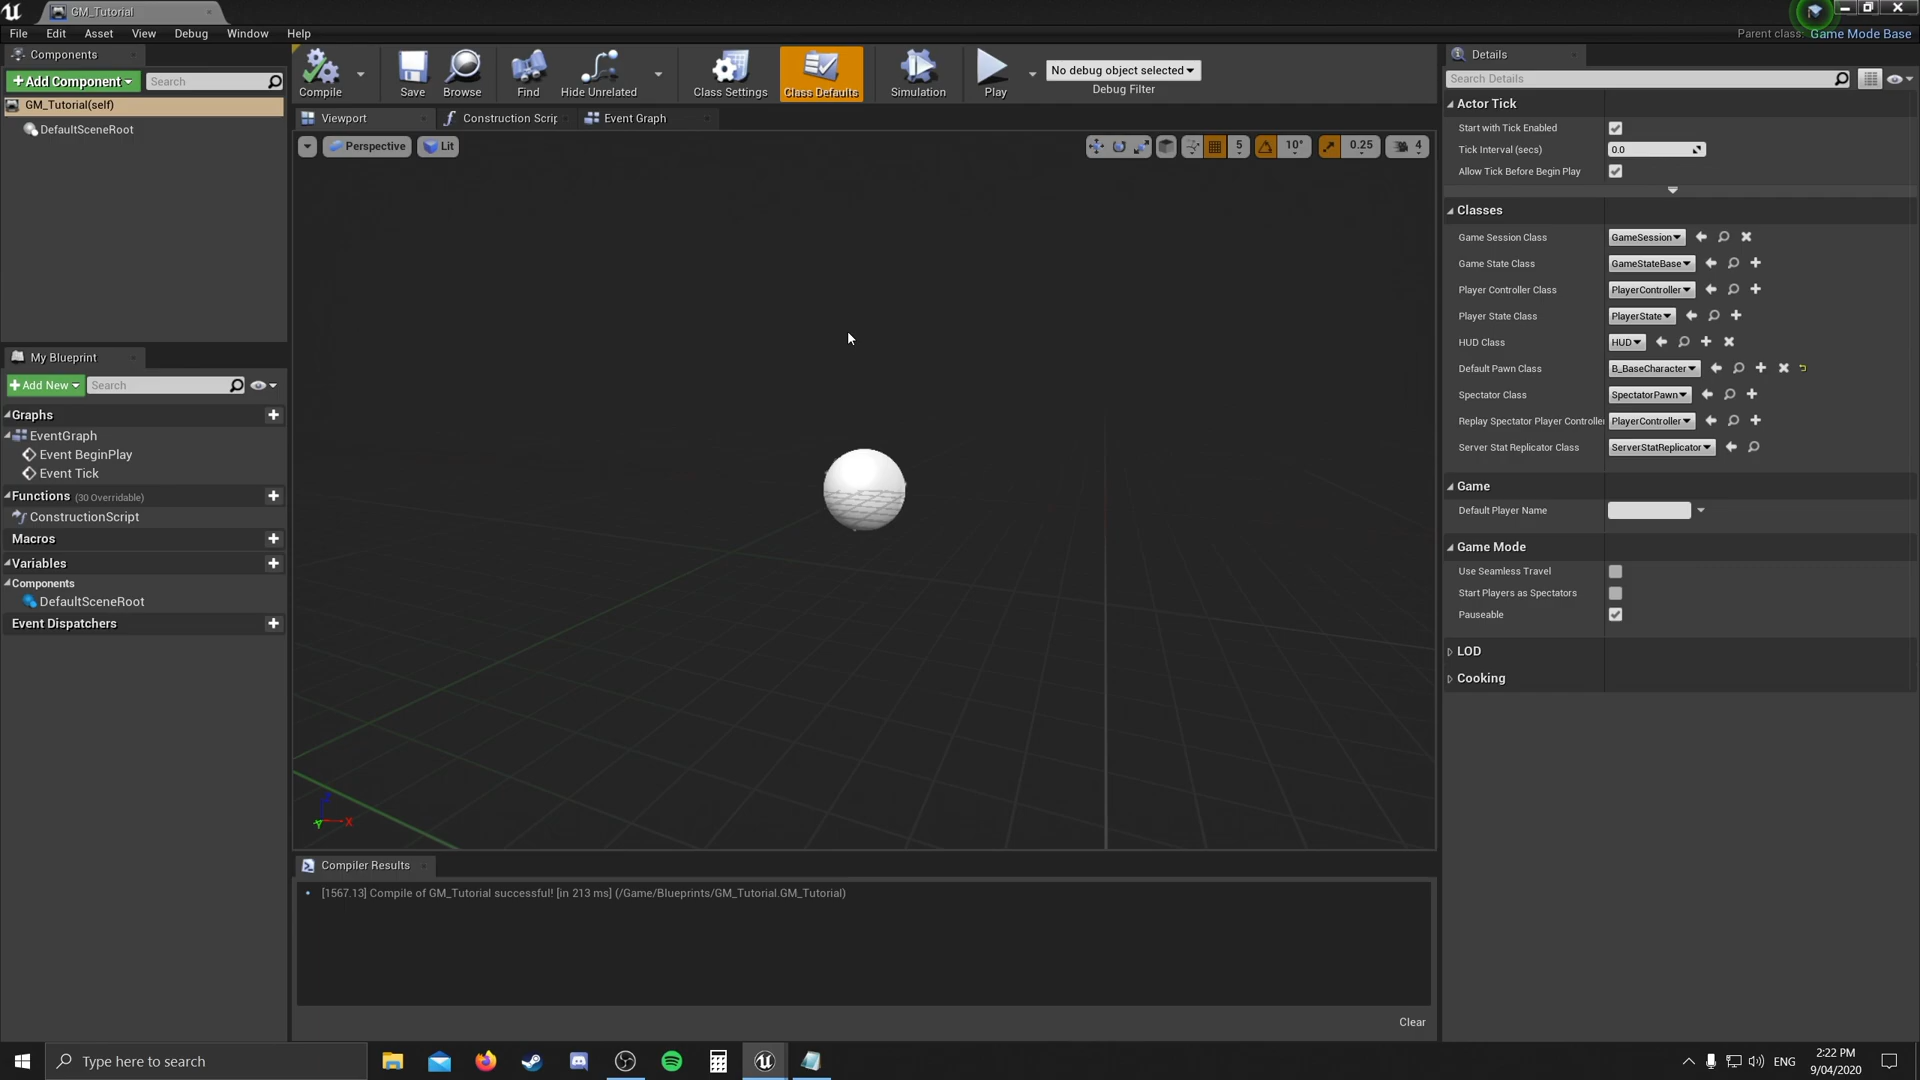 GM_Tutorial
File Edit Asset View Debug Window Help
Parent class: Game Mode Base
Components
+Add Component
Search
GM_Tutorial(self)
DefaultSceneRoot
Compile
Save
Browse
Find
Hide Unrelated
Class Settings
Class Defaults
Simulation
Play
No debug object selected
Debug Filter
Viewport
Construction Scrip
Event Graph
Perspective
Lit
5
10°
0.25
4
My Blueprint
+Add New
Search
Graphs
EventGraph
Event BeginPlay
Event Tick
Functions (30 Overridable)
ConstructionScript
Macros
Variables
Components
DefaultSceneRoot
Event Dispatchers
X
Compiler Results
[1567.13] Compile of GM_Tutorial successful! [in 213 ms] (/Game/Blueprints/GM_Tutorial.GM_Tutorial)
Clear
Details
Search Details
Actor Tick
Start with Tick Enabled
Tick Interval (secs) 0.0
Allow Tick Before Begin Play
Classes
Game Session Class GameSession
Game State Class GameStateBase
Player Controller Class PlayerController
Player State Class PlayerState
HUD Class HUD
Default Pawn Class B_BaseCharacter
Spectator Class SpectatorPawn
Replay Spectator Player Controller PlayerController
Server Stat Replicator Class ServerStatReplicator
Game
Default Player Name
Game Mode
Use Seamless Travel
Start Players as Spectators
Pauseable
LOD
Cooking
Type here to search
ENG
2:22 PM
9/04/2020